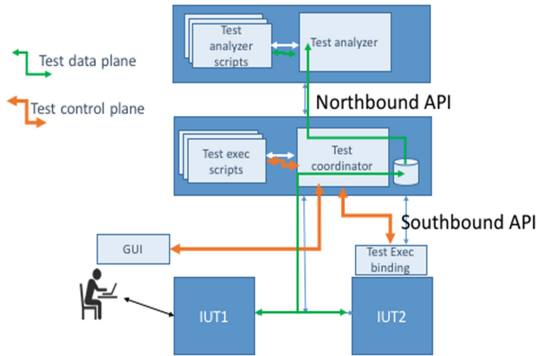 Test data plane
Test control plane
Test
analyzer
scripts
Test analyzer
Northbound API
Test exec
scripts
Test
coordinator
Southbound API
GUI
Test Exec
binding
IUT1
IUT2